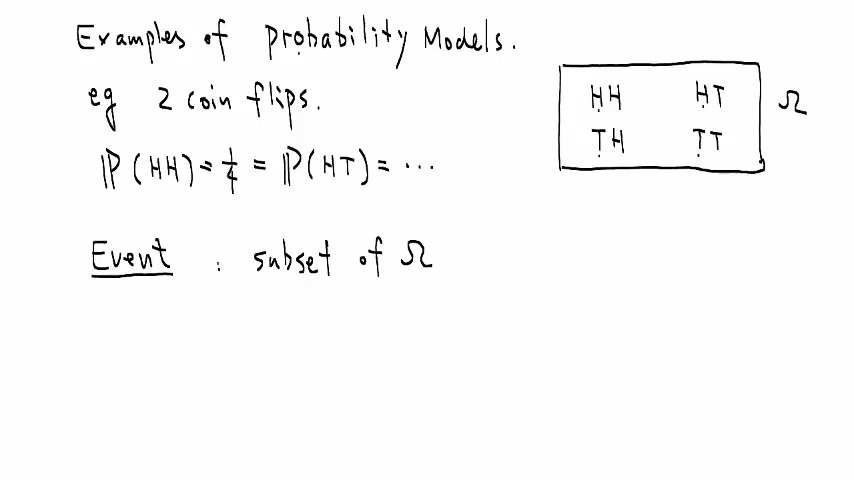 Examples of probability Models.
eg 2 coin flips.
HH HT Ω
TH TT
ℙ(HH) = 1/4 = ℙ(HT) = ...
Event : subset of Ω